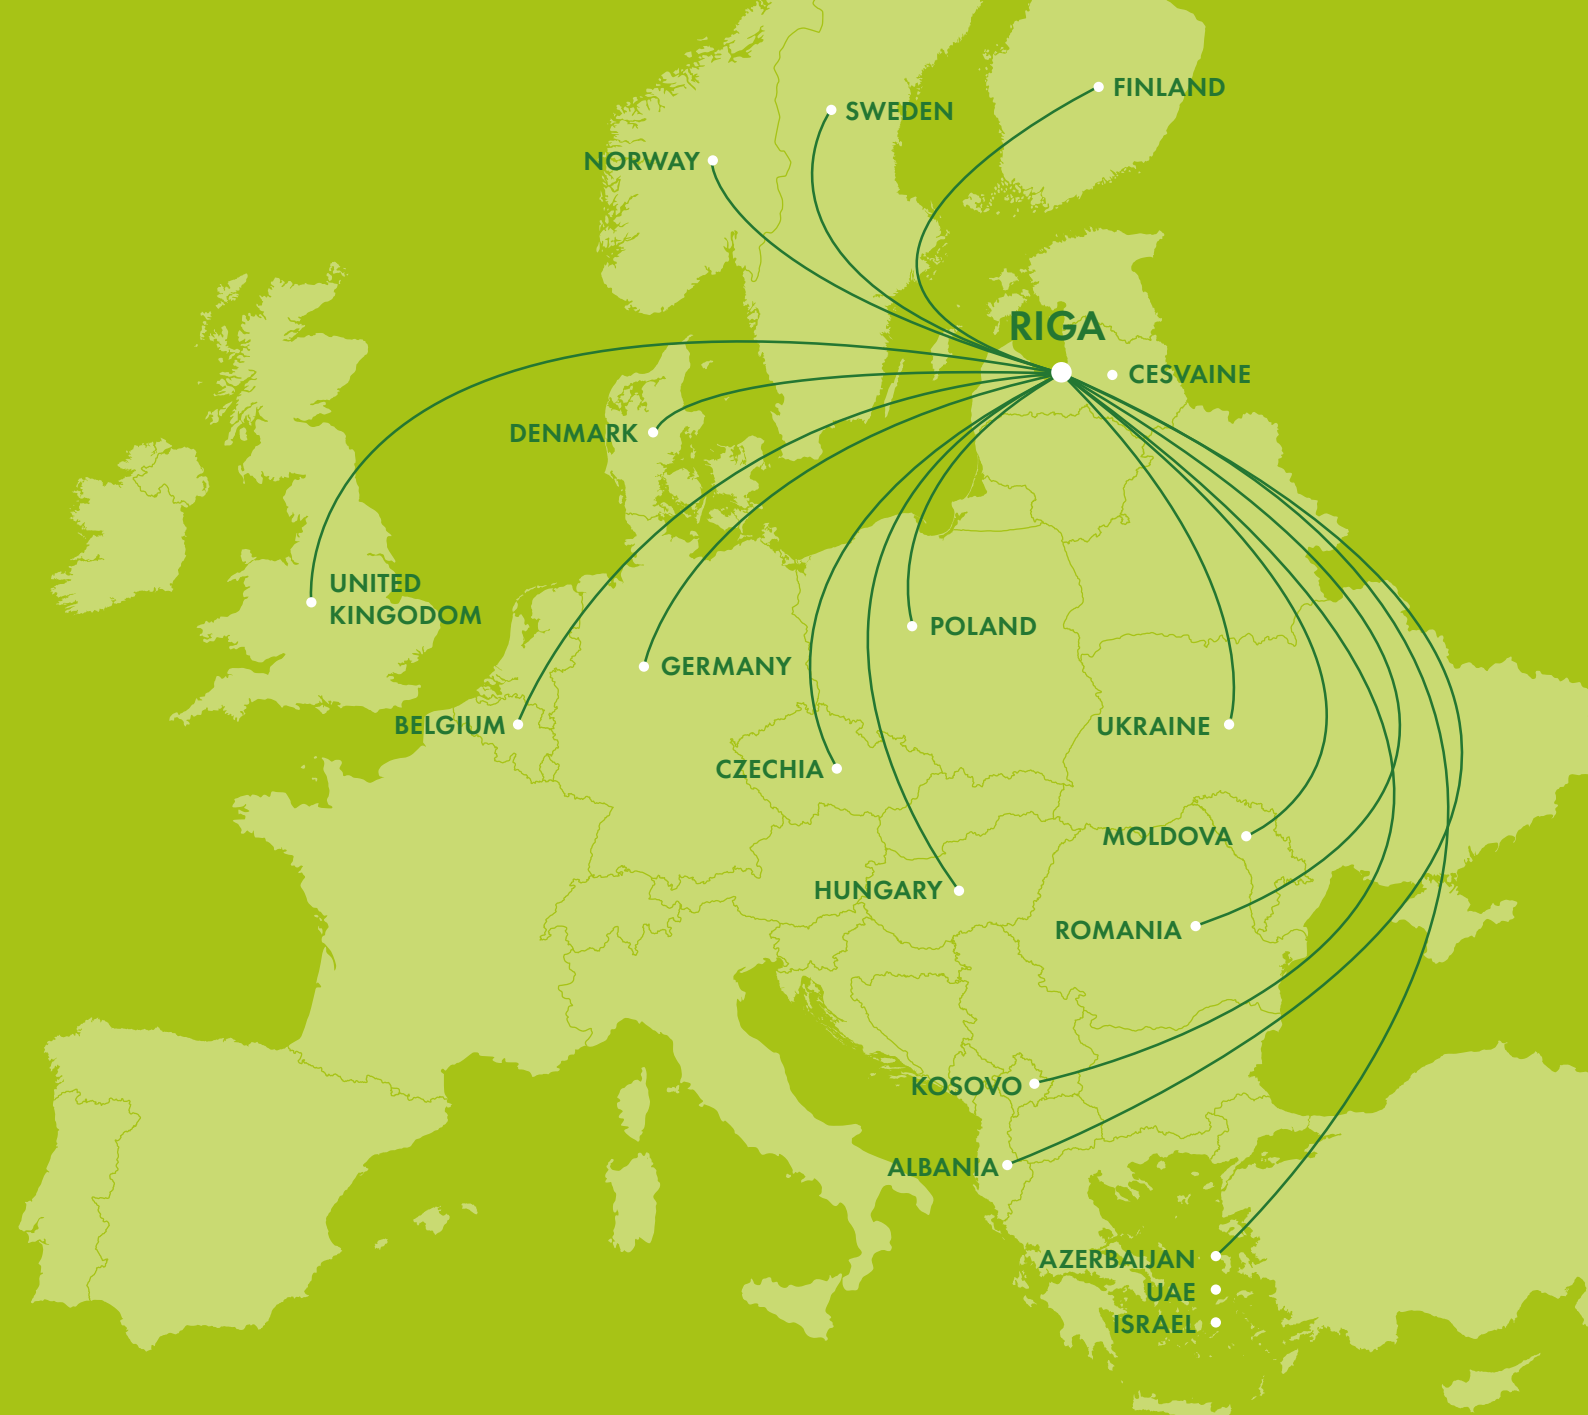 FINLAND
SWEDEN
NORWAY
RIGA
CESVAINE
DENMARK
UNITED
KINGODOM
POLAND
GERMANY
BELGIUM
UKRAINE
CZECHIA
MOLDOVA
HUNGARY
ROMANIA
KOSOVO
ALBANIA
AZERBAIJAN
UAE
ISRAEL